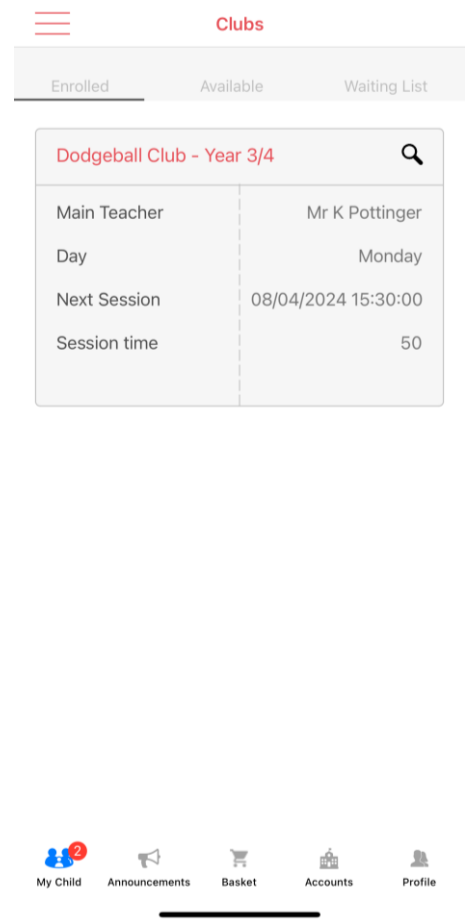 Clubs
Enrolled Available Waiting List
Dodgeball Club - Year 3/4
Main Teacher Mr K Pottinger
Day Monday
Next Session 08/04/2024 15:30:00
Session time 50
2
My Child Announcements Basket Accounts Profile